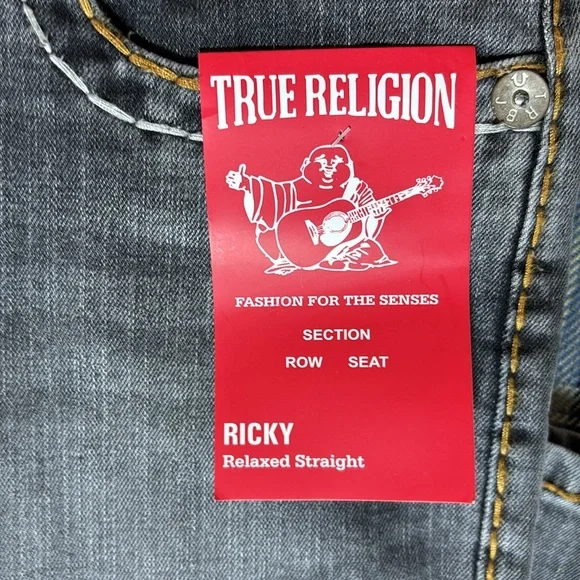 TRUE RELIGION
FASHION FOR THE SENSES
SECTION
ROW SEAT
RICKY
Relaxed Straight